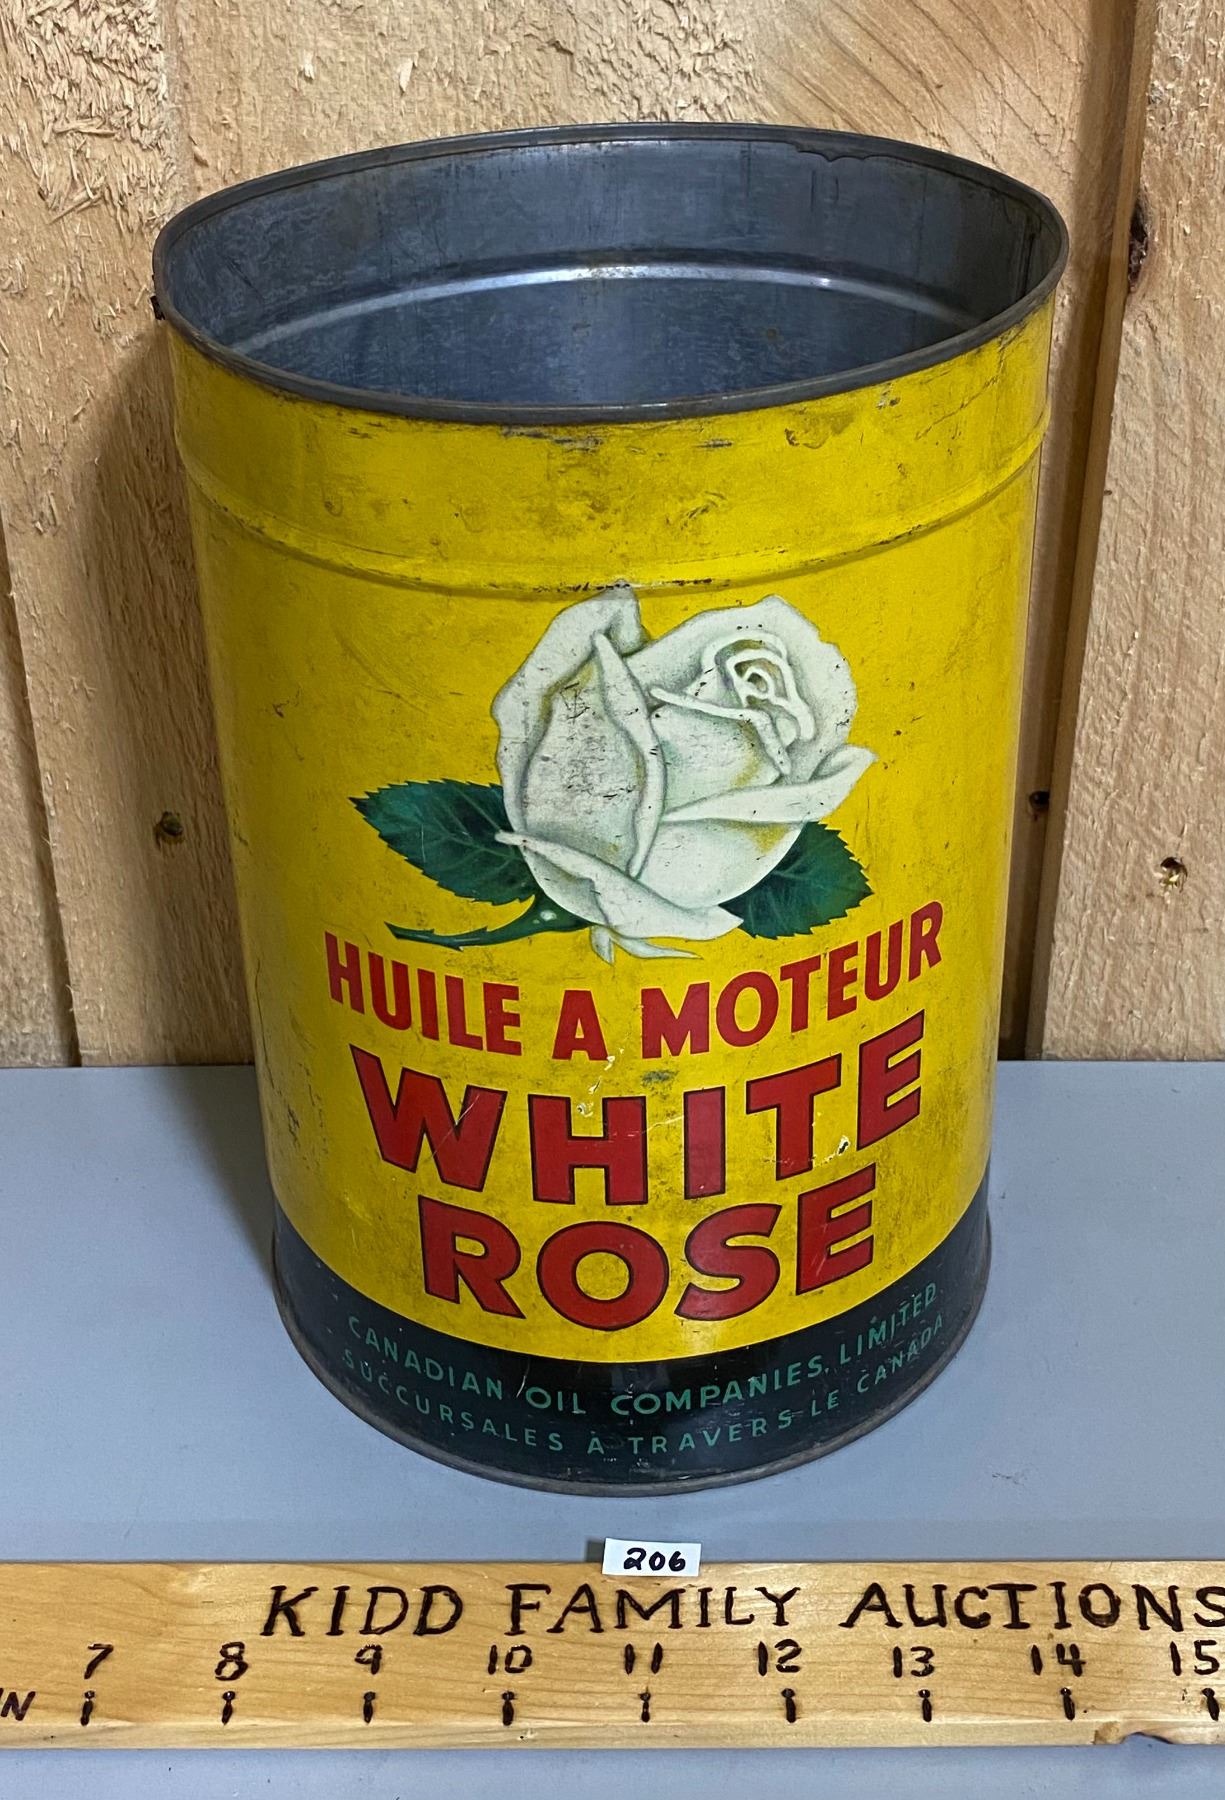 HUILE A MOTEUR
WHITE
ROSE
CANADIAN OIL COMPANIES, LIMITED
SUCCURSALES À TRAVERS LE CANADA
206
KIDD FAMILY AUCTIONS
7 8 9 10 11 12 13 14 15
IN